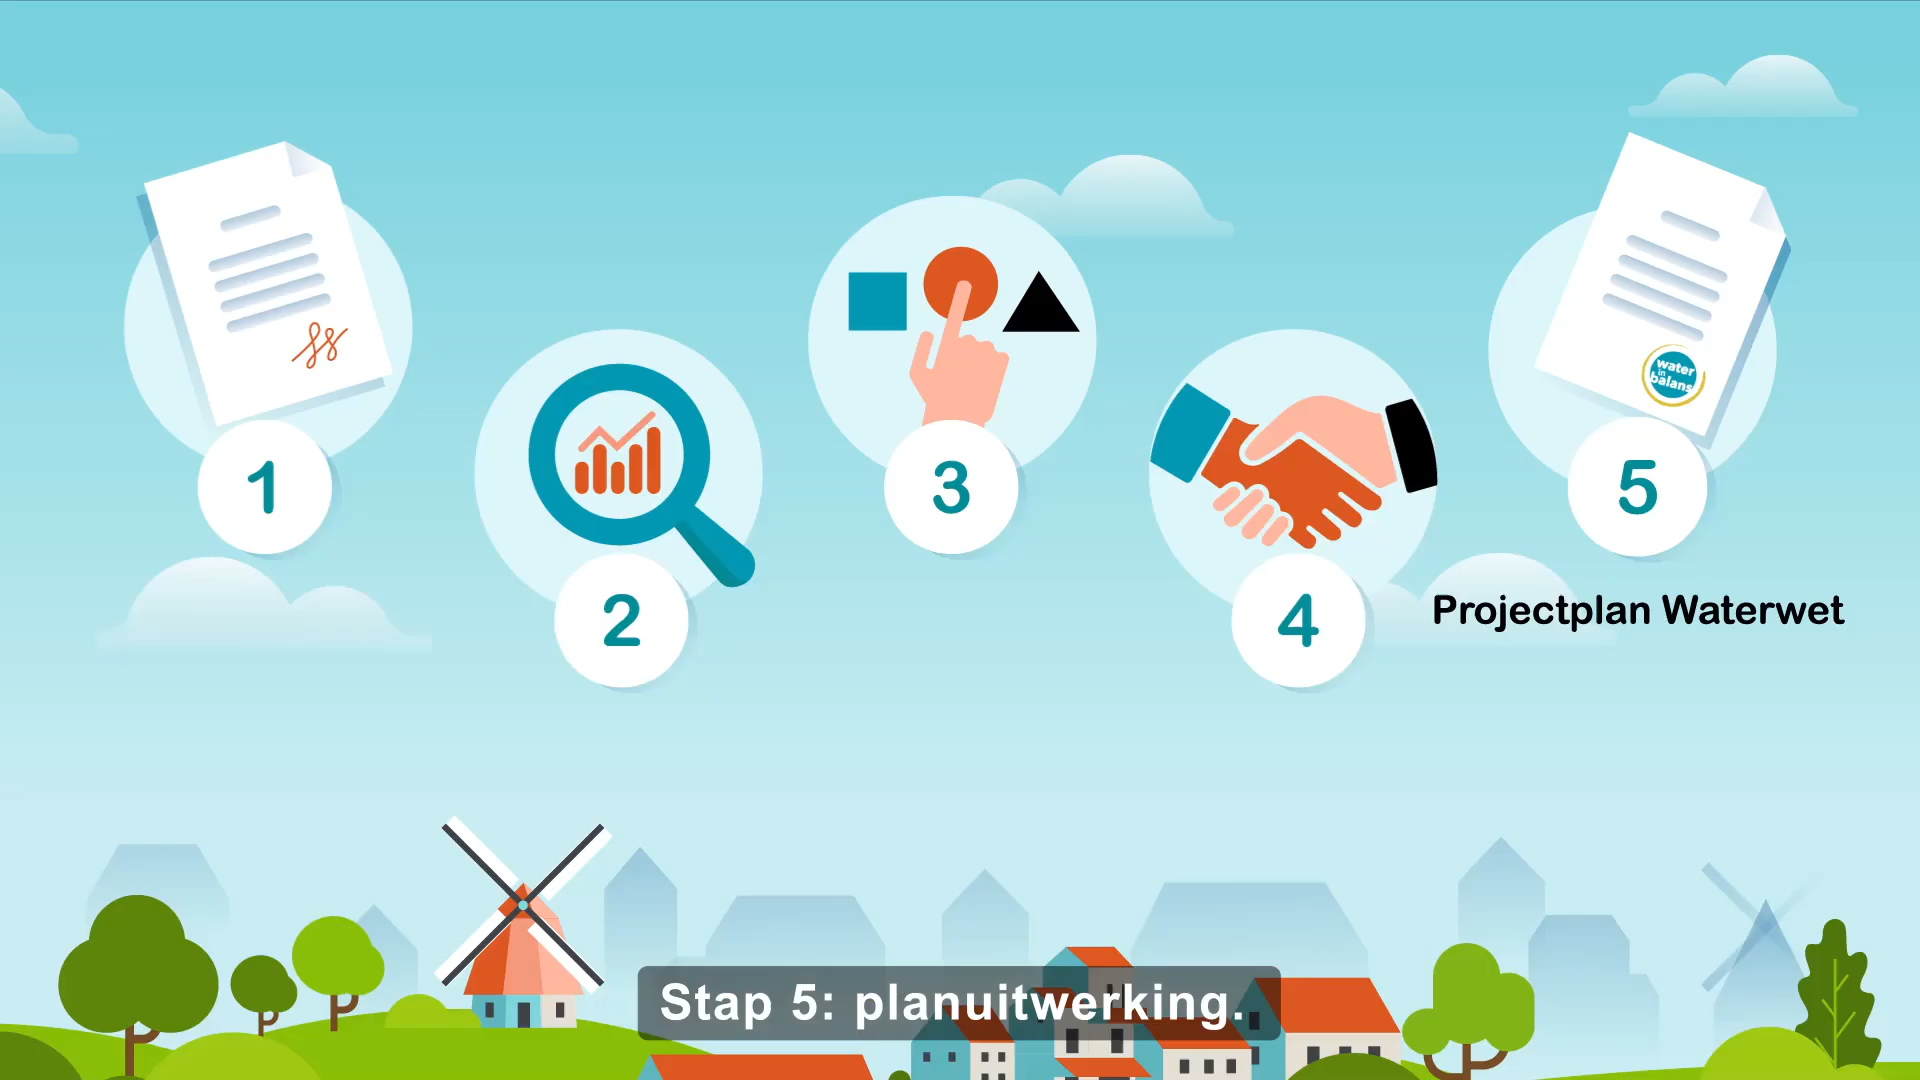 1
2
3
4
5
water
in
balans
Projectplan Waterwet
Stap 5: planuitwerking.